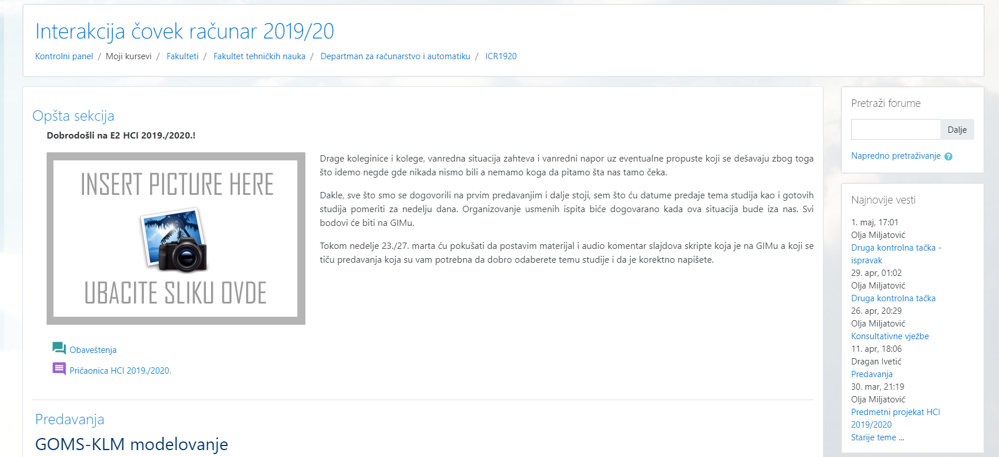 Interakcija čovek računar 2019/20
Kontrolni panel / Moji kursevi / Fakulteti / Fakultet tehničkih nauka / Departman za računarstvo i automatiku / ICR1920
Opšta sekcija
Dobrodošli na E2 HCI 2019./2020.!
INSERT PICTURE HERE
UBACITE SLIKU OVDE
Drage koleginice i kolege, vanredna situacija zahteva i vanredni napor uz eventualne propuste koji se dešavaju zbog toga
što idemo negde gde nikada nismo bili a nemamo koga da pitamo šta nas tamo čeka.
Dakle, sve što smo se dogovorili na prvim predavanjim i dalje stoji, sem što ću datume predaje tema studija kao i gotovih
studija pomeriti za nedelju dana. Organizovanje usmenih ispita biće dogovarano kada ova situacija bude iza nas. Svi
bodovi će biti na GIMu.
Tokom nedelje 23./27. marta ću pokušati da postavim materijal i audio komentar slajdova skripte koja je na GIMu a koji se
tiču predavanja koja su vam potrebna da dobro odaberete temu studije i da je korektno napišete.
Obaveštenja
Pričaonica HCI 2019./2020.
Predavanja
GOMS-KLM modelovanje
Pretraži forume
Dalje
Napredno pretraživanje ?
Najnovije vesti
1. maj, 17:01
Olja Miljatović
Druga kontrolna tačka -
ispravak
29. apr, 01:02
Olja Miljatović
Druga kontrolna tačka
26. apr, 20:29
Olja Miljatović
Konsultativne vježbe
11. apr, 18:06
Dragan Ivetić
Predavanja
30. mar, 21:19
Olja Miljatović
Predmetni projekat HCI
2019/2020
Starije teme ...